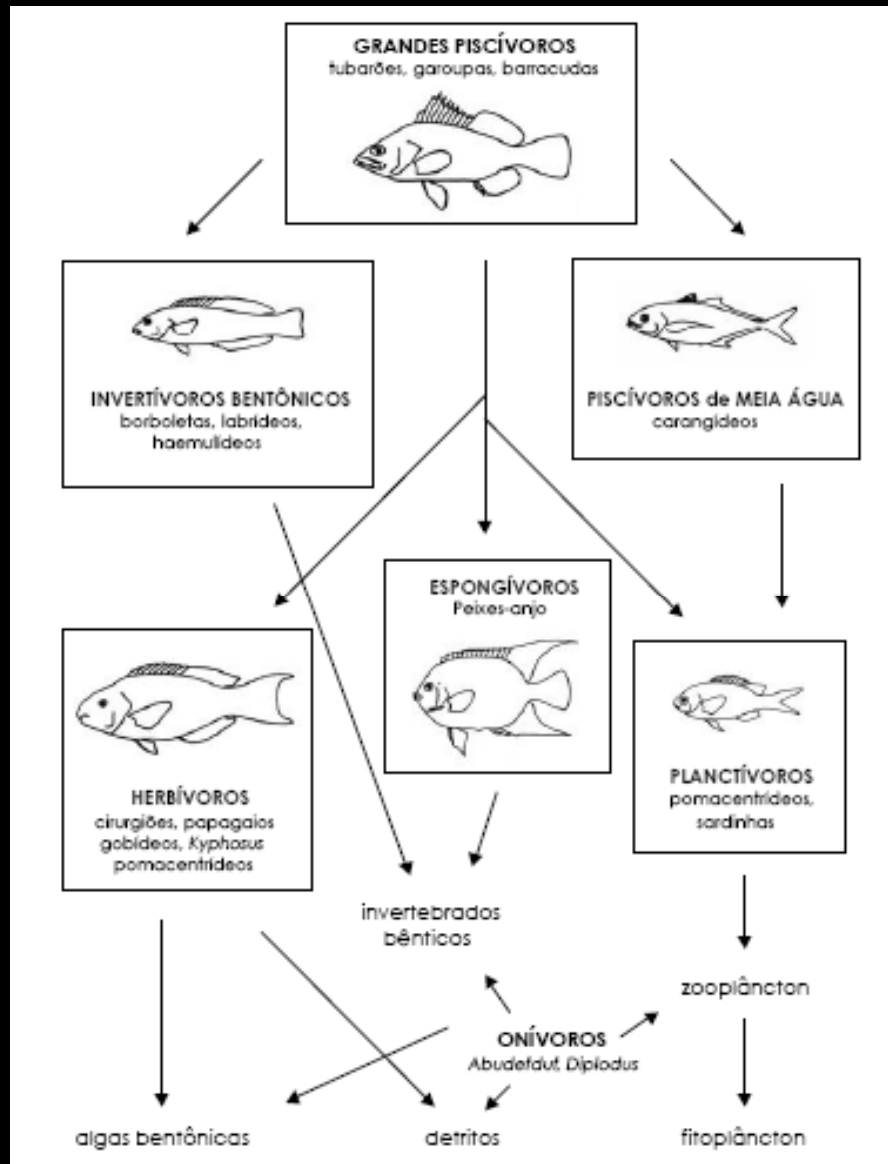 GRANDES PISCÍVOROS
tubarões, garoupas, barracudas
INVERTÍVOROS BENTÔNICOS
borboletas, labrídeos,
haemulídeos
PISCÍVOROS de MEIA ÁGUA
carangídeos
ESPONGÍVOROS
Peixes-anjo
HERBÍVOROS
cirurgiões, papagaios
gobídeos, Kyphosus
pomacentrídeos
PLANCTÍVOROS
pomacentrídeos,
sardinhas
invertebrados
bênticos
zooplâncton
ONÍVOROS
Abudefduf, Diplodus
algas bentônicas
detritos
fitoplâncton